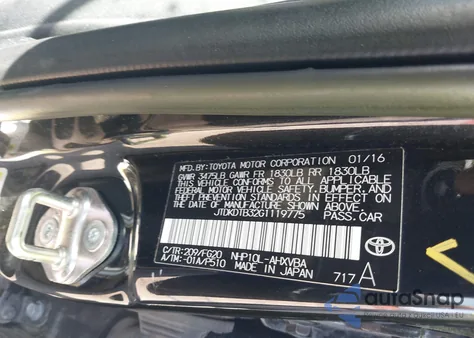 MFD.BY:TOYOTA MOTOR CORPORATION 01/16
GVWR 3475LB GAWR FR 1830LB RR 1830LB
THIS VEHICLE CONFORMS TO ALL APPLICABLE
FEDERAL MOTOR VEHICLE SAFETY,BUMPER,AND
THEFT PREVENTION STANDARDS IN EFFECT ON
THE DATE OF MANUFACTURE SHOWN ABOVE.
JTDKDTB32G1119775 PASS.CAR
C/TR:209/FG20 NHP10L-AHXVBA
A/TM:-01A/P510 MADE IN JAPAN
717A
TOYOTA
autoSnap